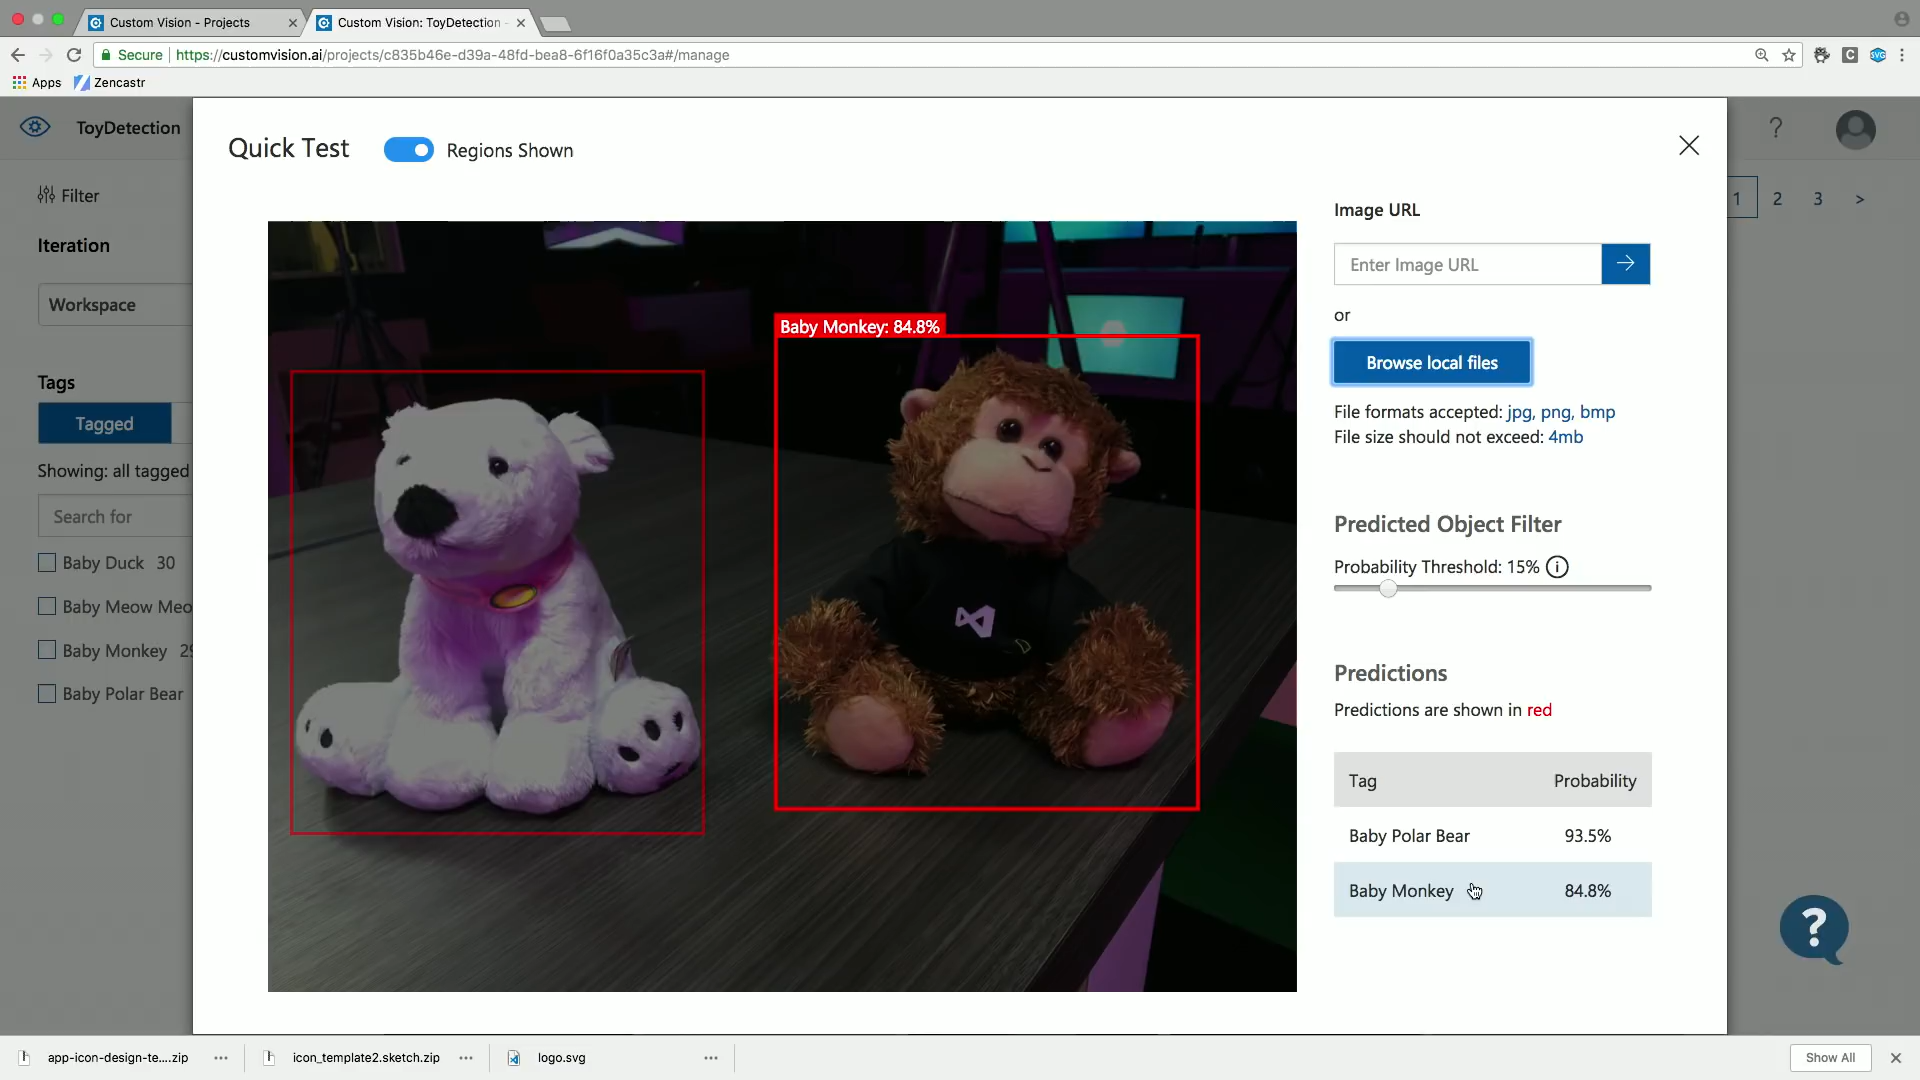 Custom Vision - Projects
Custom Vision: ToyDetection -
Secure
https://customvision.ai/projects/c835b46e-d39a-48fd-bea8-6f16f0a35c3a#/manage
C
SVG
Apps
Zencastr
ToyDetection
?
Quick Test
Regions Shown
Filter
1 2 3 >
Iteration
Workspace
Tags
Tagged
Showing: all tagged
Search for
Baby Duck 30
Baby Meow Meo
Baby Monkey 29
Baby Polar Bear
Baby Monkey: 84.8%
Image URL
Enter Image URL
or
Browse local files
File formats accepted: jpg, png, bmp
File size should not exceed: 4mb
Predicted Object Filter
Probability Threshold: 15%
Predictions
Predictions are shown in red
Tag Probability
Baby Polar Bear 93.5%
Baby Monkey 84.8%
?
app-icon-design-te....zip
icon_template2.sketch.zip
logo.svg
Show All